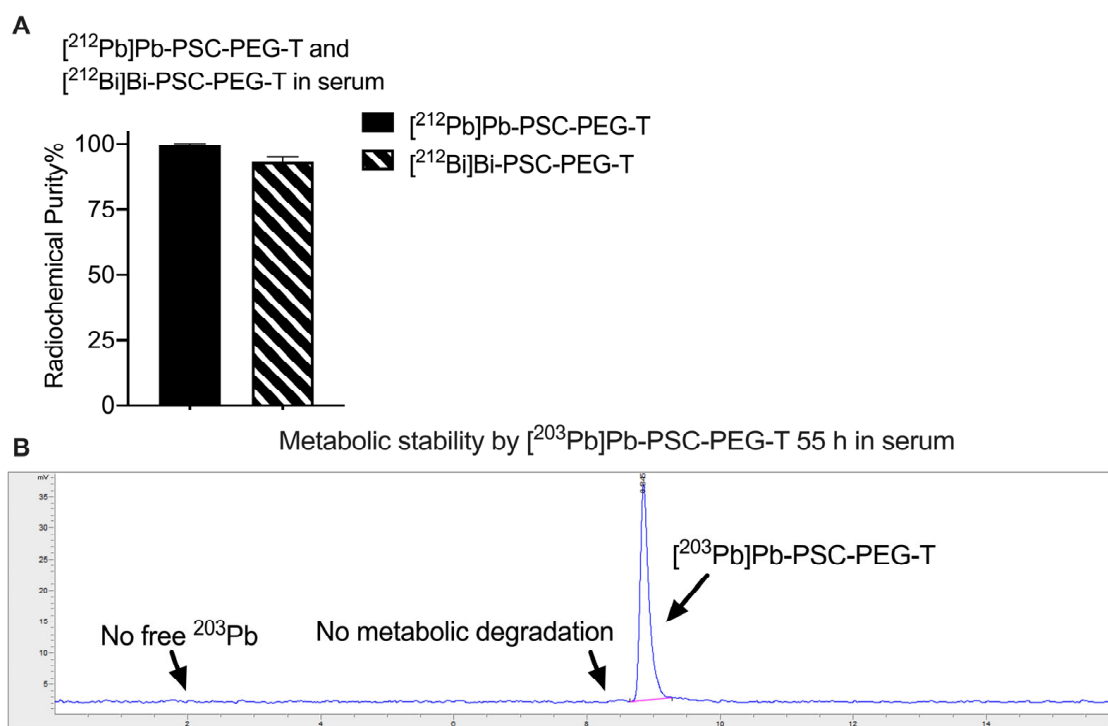 A
[²¹²Pb]Pb-PSC-PEG-T and
[²¹²Bi]Bi-PSC-PEG-T in serum
[²¹²Pb]Pb-PSC-PEG-T
[²¹²Bi]Bi-PSC-PEG-T
Radiochemical Purity%
100
75
50
25
0
B
Metabolic stability by [²⁰³Pb]Pb-PSC-PEG-T 55 h in serum
mV
35
30
25
20
15
10
5
[²⁰³Pb]Pb-PSC-PEG-T
No free ²⁰³Pb
No metabolic degradation
2
4
6
8
10
12
14